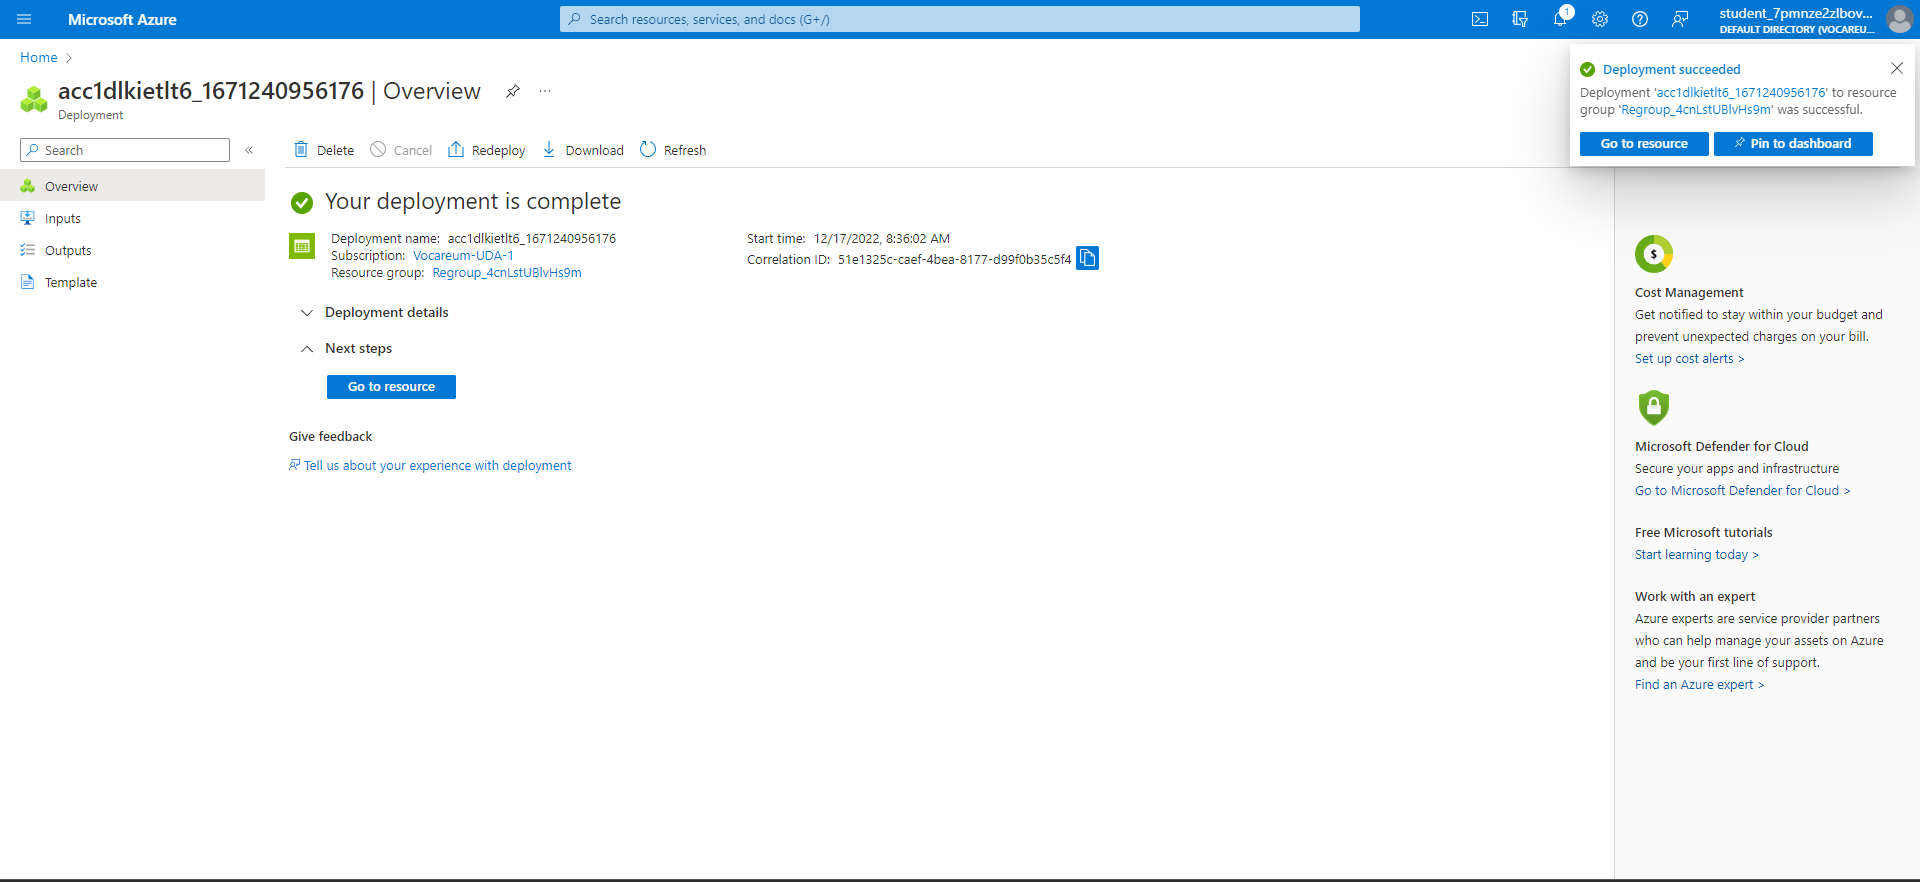 Microsoft Azure
Search resources, services, and docs (G+/)
1
student_7pmnze2zlbov...
DEFAULT DIRECTORY (VOCAREU...
Home
acc1dlkietlt6_1671240956176 | Overview
Deployment
Search
Overview
Inputs
Outputs
Template
Delete
Cancel
Redeploy
Download
Refresh
Your deployment is complete
Deployment name: acc1dlkietlt6_1671240956176
Subscription: Vocareum-UDA-1
Resource group: Regroup_4cnLstUBlvHs9m
Start time: 12/17/2022, 8:36:02 AM
Correlation ID: 51e1325c-caef-4bea-8177-d99f0b35c5f4
Deployment details
Next steps
Go to resource
Give feedback
Tell us about your experience with deployment
Deployment succeeded
Deployment 'acc1dlkietlt6_1671240956176' to resource
group 'Regroup_4cnLstUBlvHs9m' was successful.
Go to resource
Pin to dashboard
$
Cost Management
Get notified to stay within your budget and
prevent unexpected charges on your bill.
Set up cost alerts >
Microsoft Defender for Cloud
Secure your apps and infrastructure
Go to Microsoft Defender for Cloud >
Free Microsoft tutorials
Start learning today >
Work with an expert
Azure experts are service provider partners
who can help manage your assets on Azure
and be your first line of support.
Find an Azure expert >